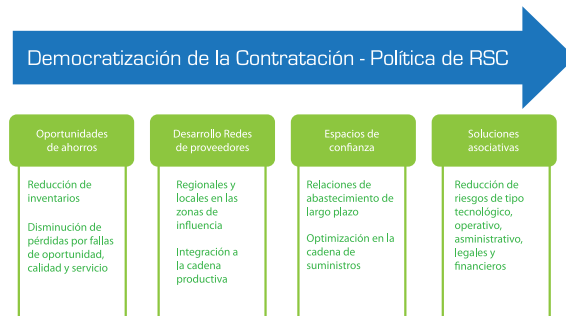 Democratización de la Contratación - Política de RSC
Oportunidades
de ahorros
Reducción de
inventarios
Disminución de
pérdidas por fallas
de oportunidad,
calidad y servicio
Desarrollo Redes
de proveedores
Regionales y
locales en las
zonas de
influencia
Integración a
la cadena
productiva
Espacios de
confianza
Relaciones de
abastecimiento de
largo plazo
Optimización en la
cadena de
suministros
Soluciones
asociativas
Reducción de
riesgos de tipo
tecnológico,
operativo,
asministrativo,
legales y
financieros